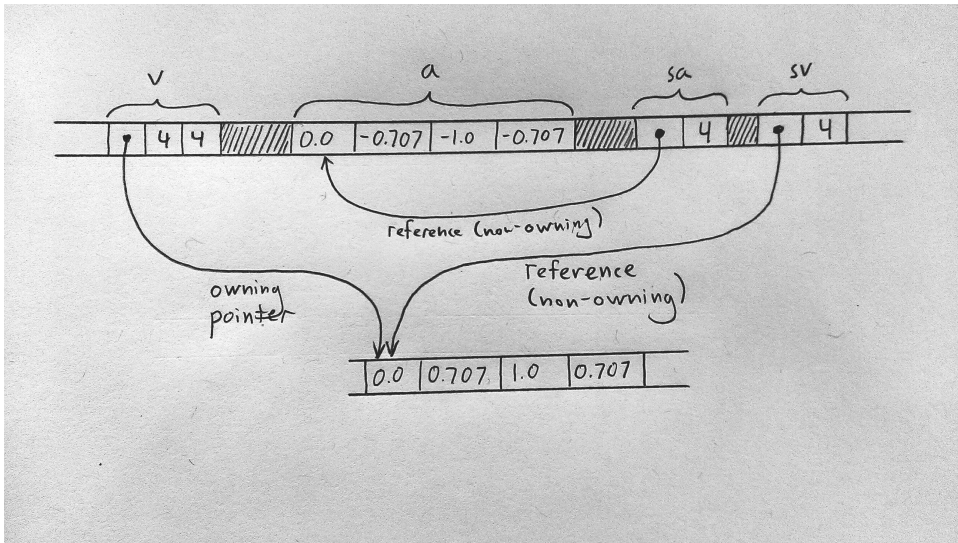 v a sa sv
4 4 0.0 -0.707 -1.0 -0.707 4 4
reference (non-owning)
reference
(non-owning)
owning
pointer
0.0 0.707 1.0 0.707